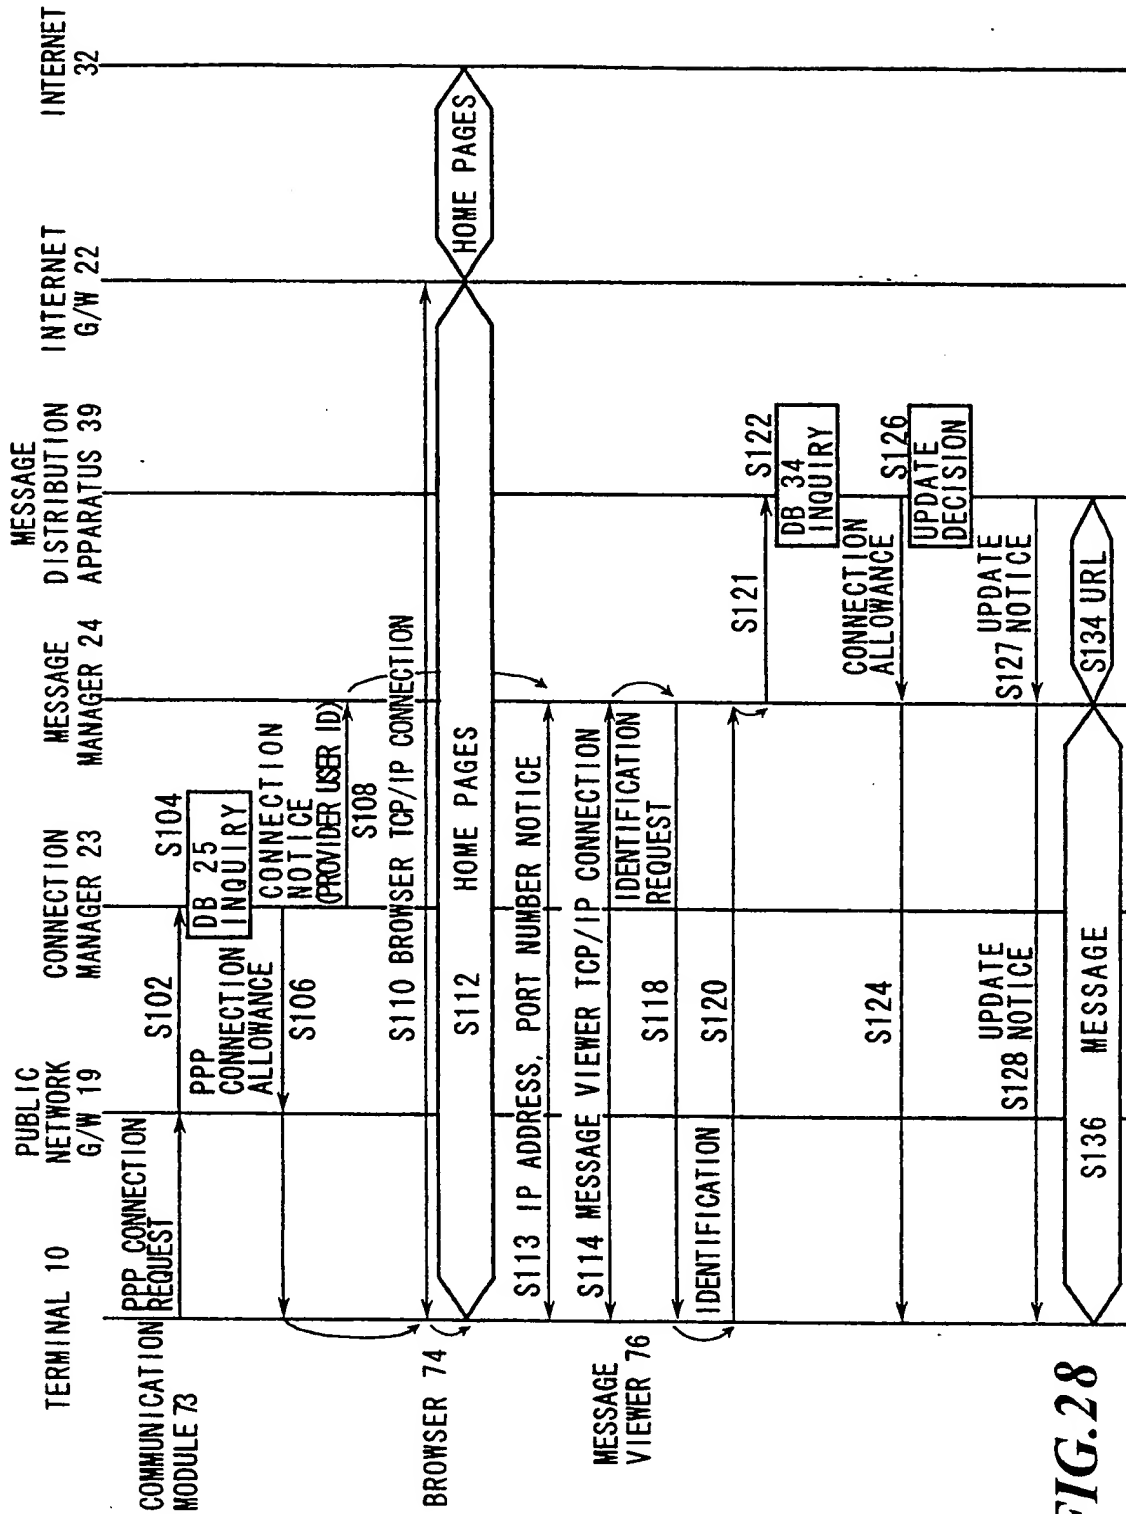 TERMINAL 10
PUBLIC
NETWORK
G/W 19
CONNECTION
MANAGER 23
MESSAGE
MANAGER 24
MESSAGE
DISTRIBUTION
APPARATUS 39
INTERNET
G/W 22
INTERNET
32
COMMUNICATION
MODULE 73
PPP CONNECTION
REQUEST
S102
S104
DB 25
INQUIRY
PPP
CONNECTION
ALLOWANCE
S106
CONNECTION
NOTICE
(PROVIDER USER ID)
S108
BROWSER 74
S110 BROWSER TCP/IP CONNECTION
S112 HOME PAGES
HOME PAGES
S113 IP ADDRESS, PORT NUMBER NOTICE
MESSAGE
VIEWER 76
S114 MESSAGE VIEWER TCP/IP CONNECTION
IDENTIFICATION
REQUEST
S118
IDENTIFICATION
S120
S121
S122
DB 34
INQUIRY
CONNECTION
ALLOWANCE
S124
S126
UPDATE
DECISION
UPDATE
S127 NOTICE
UPDATE
S128 NOTICE
S134 URL
S136 MESSAGE
FIG.28